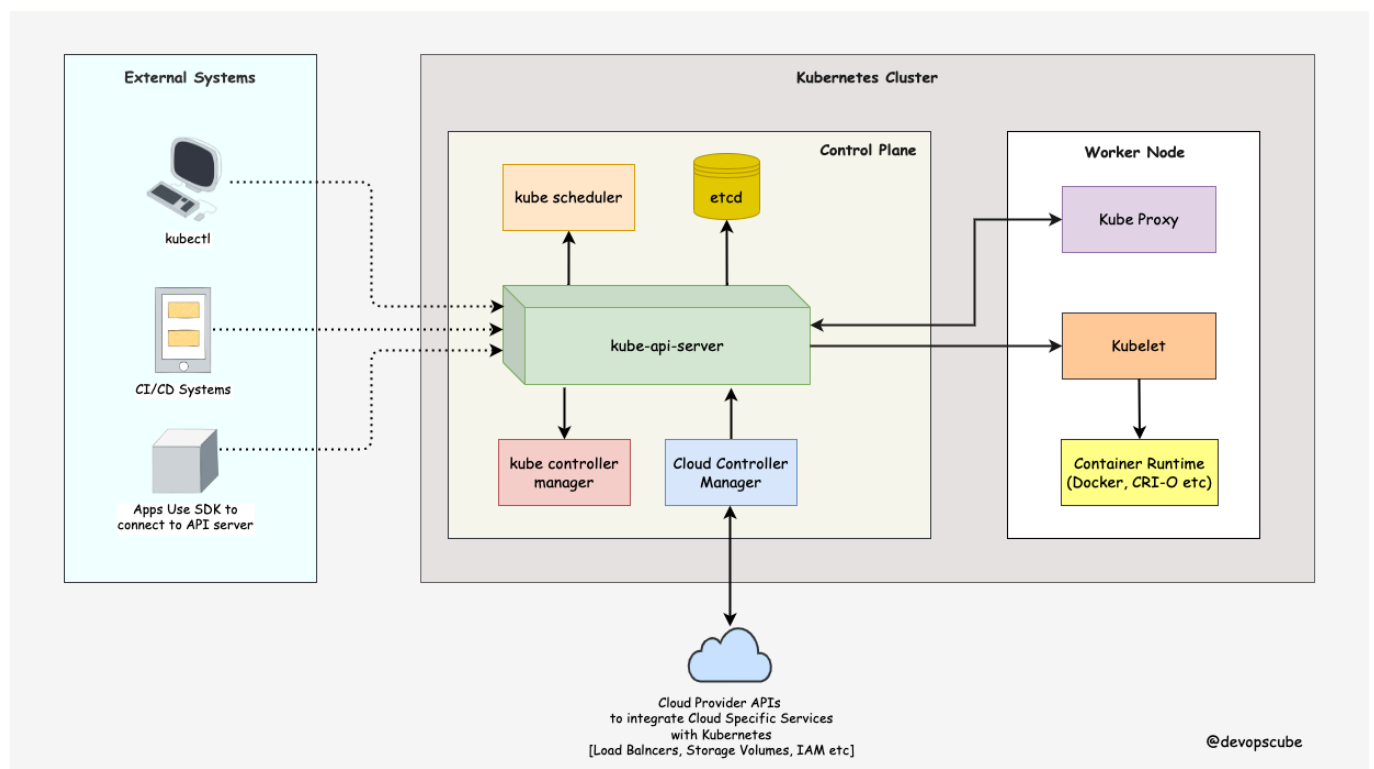 External Systems
kubectl
CI/CD Systems
Apps Use SDK to
connect to API server
Kubernetes Cluster
Control Plane
kube scheduler
etcd
kube-api-server
kube controller
manager
Cloud Controller
Manager
Worker Node
Kube Proxy
Kubelet
Container Runtime
(Docker, CRI-O etc)
Cloud Provider APIs
to integrate Cloud Specific Services
with Kubernetes
[Load Balncers, Storage Volumes, IAM etc]
@devopscube